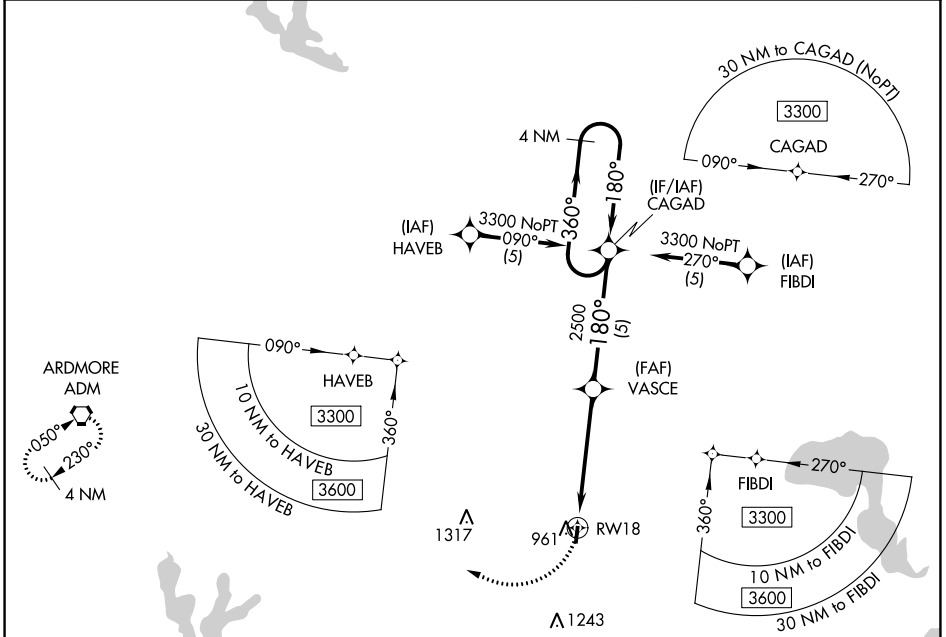 30 NM to CAGAD (NoPT)
3300
CAGAD
090°
270°
4 NM
360°
180°
(IF/IAF)
CAGAD
(IAF)
HAVEB
3300 NoPT
090°
(5)
3300 NoPT
270°
(5)
(IAF)
FIBDI
2500
180°
(5)
(FAF)
VASCE
ARDMORE
ADM
050°
230°
4 NM
090°
HAVEB
3300
360°
10 NM to HAVEB
3600
30 NM to HAVEB
270°
FIBDI
360°
3300
10 NM to FIBDI
3600
30 NM to FIBDI
1317
961
RW18
1243